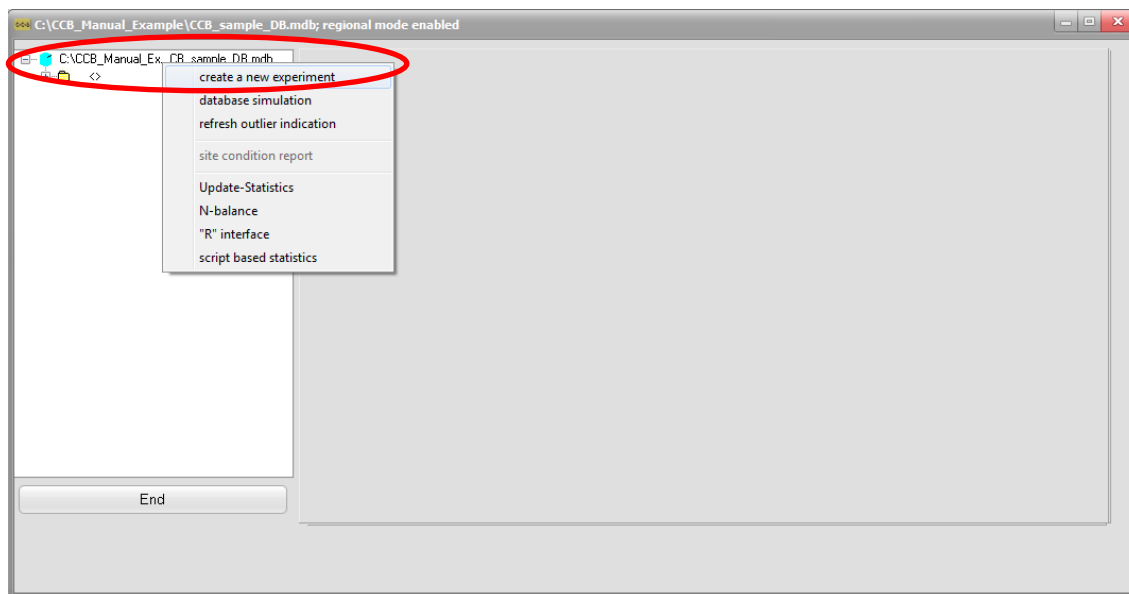 C:\CCB_Manual_Example\CCB_sample_DB.mdb; regional mode enabled
C:\CCB_Manual_Ex...CB_sample_DB.mdb
<>
create a new experiment
database simulation
refresh outlier indication
site condition report
Update-Statistics
N-balance
"R" interface
script based statistics
End